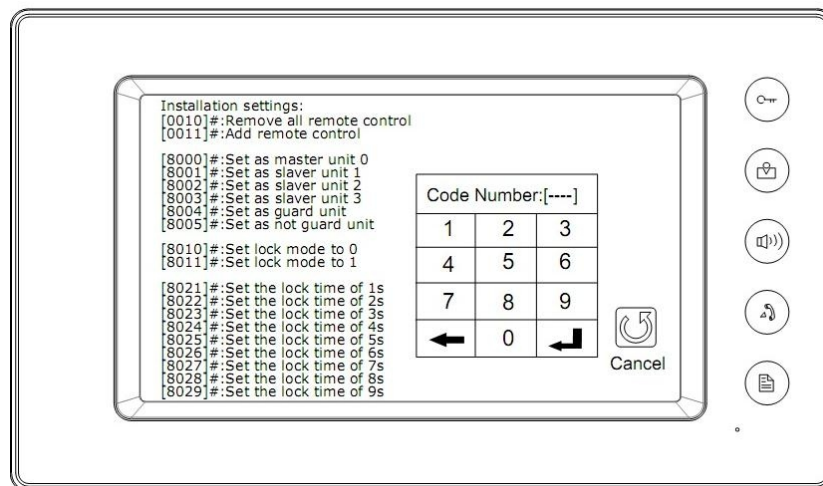 Installation settings:
[0010]#:Remove all remote control
[0011]#:Add remote control
[8000]#:Set as master unit 0
[8001]#:Set as slaver unit 1
[8002]#:Set as slaver unit 2
[8003]#:Set as slaver unit 3
[8004]#:Set as guard unit
[8005]#:Set as not guard unit
[8010]#:Set lock mode to 0
[8011]#:Set lock mode to 1
[8021]#:Set the lock time of 1s
[8022]#:Set the lock time of 2s
[8023]#:Set the lock time of 3s
[8024]#:Set the lock time of 4s
[8025]#:Set the lock time of 5s
[8026]#:Set the lock time of 6s
[8027]#:Set the lock time of 7s
[8028]#:Set the lock time of 8s
[8029]#:Set the lock time of 9s
Code Number:[----]
1 2 3
4 5 6
7 8 9
0
Cancel